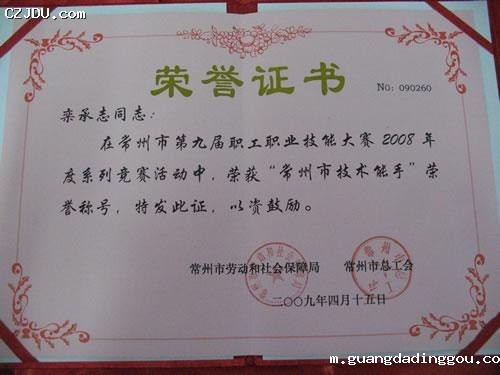 CZJDU.COM
荣誉证书
NO: 090260
栾承志同志：
在常州市第九届职工职业技能大赛2008年
度系列竞赛活动中，荣获“常州市技术能手”荣
誉称号，特发此证，以资鼓励。
常州市劳动和社会保障局 常州市总工会
二〇〇九年四月十五日
m.guangdadinggou.com